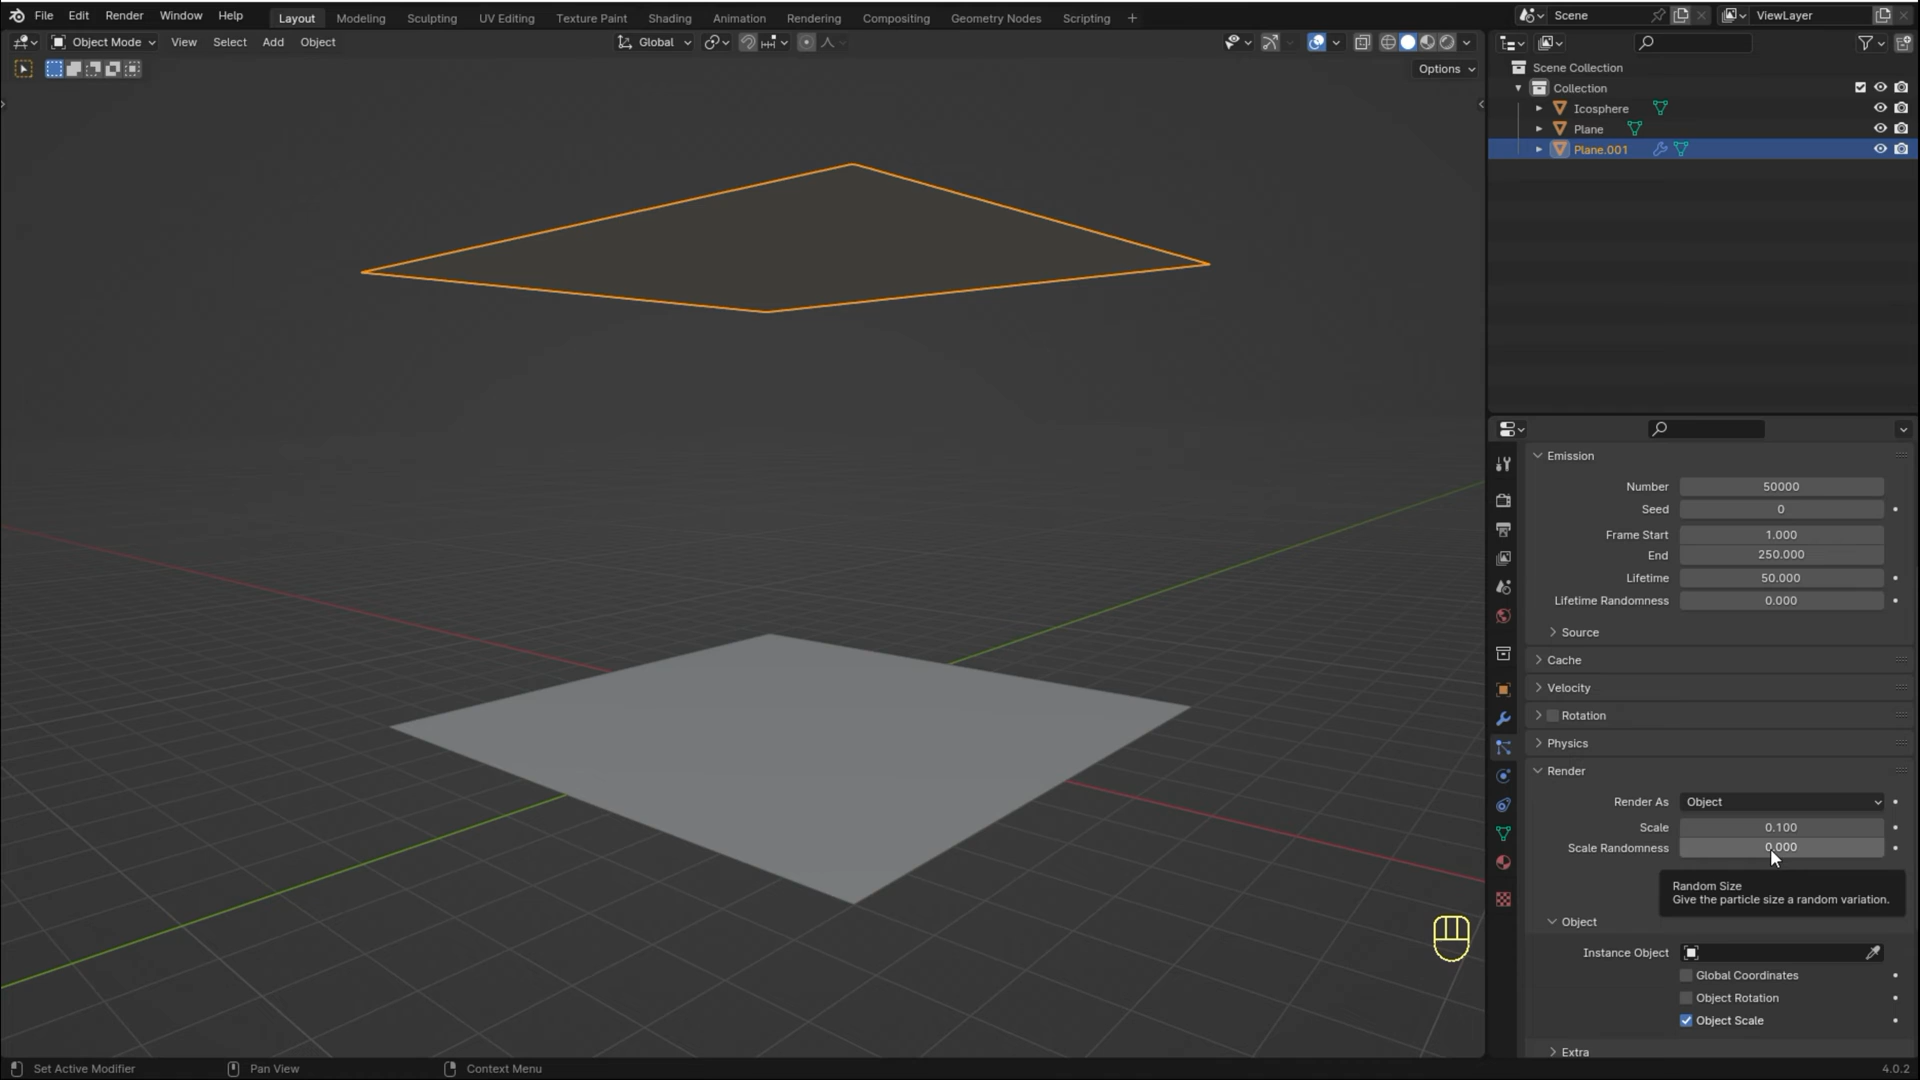 File Edit Render Window Help
Layout Modeling Sculpting UV Editing Texture Paint Shading Animation Rendering Compositing Geometry Nodes Scripting +
Scene ViewLayer
Object Mode View Select Add Object
Global
Options
Scene Collection
Collection
Icosphere
Plane
Plane.001
Emission
Number 50000
Seed 0
Frame Start 1.000
End 250.000
Lifetime 50.000
Lifetime Randomness 0.000
Source
Cache
Velocity
Rotation
Physics
Render
Render As Object
Scale 0.100
Scale Randomness 0.000
Random Size
Give the particle size a random variation.
Object
Instance Object
Global Coordinates
Object Rotation
Object Scale
Extra
Set Active Modifier Pan View Context Menu 4.0.2